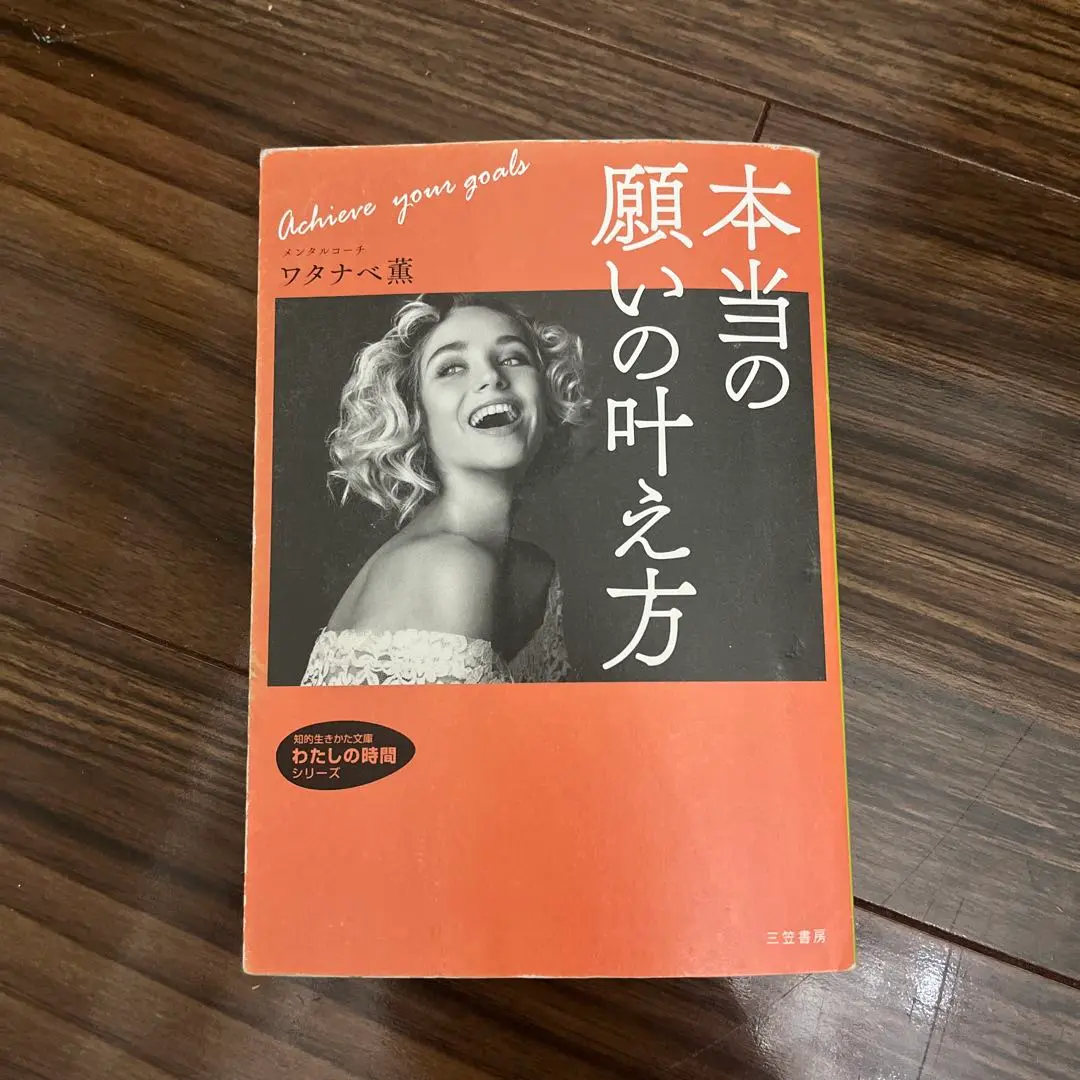 本当の
願いの叶え方
Achieve your goals
メンタルコーチ
ワタナベ薫
知的生きかた文庫
わたしの時間
シリーズ
三笠書房